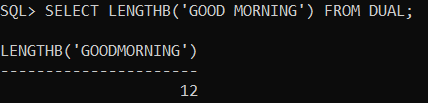 SQL> SELECT LENGTHB('GOOD MORNING') FROM DUAL;
LENGTHB('GOODMORNING')
----------------------
12